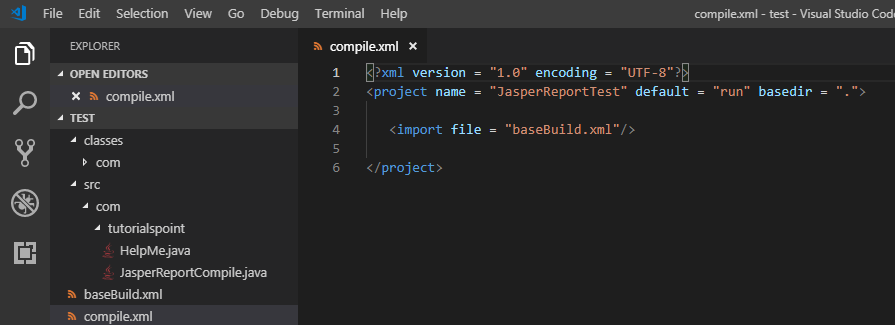 File Edit Selection View Go Debug Terminal Help compile.xml - test - Visual Studio Code
EXPLORER
OPEN EDITORS
compile.xml
TEST
classes
com
src
com
tutorialspoint
HelpMe.java
JasperReportCompile.java
baseBuild.xml
compile.xml
compile.xml
1 <?xml version = "1.0" encoding = "UTF-8"?>
2 <project name = "JasperReportTest" default = "run" basedir = ".">
3
4 <import file = "baseBuild.xml"/>
5
6 </project>